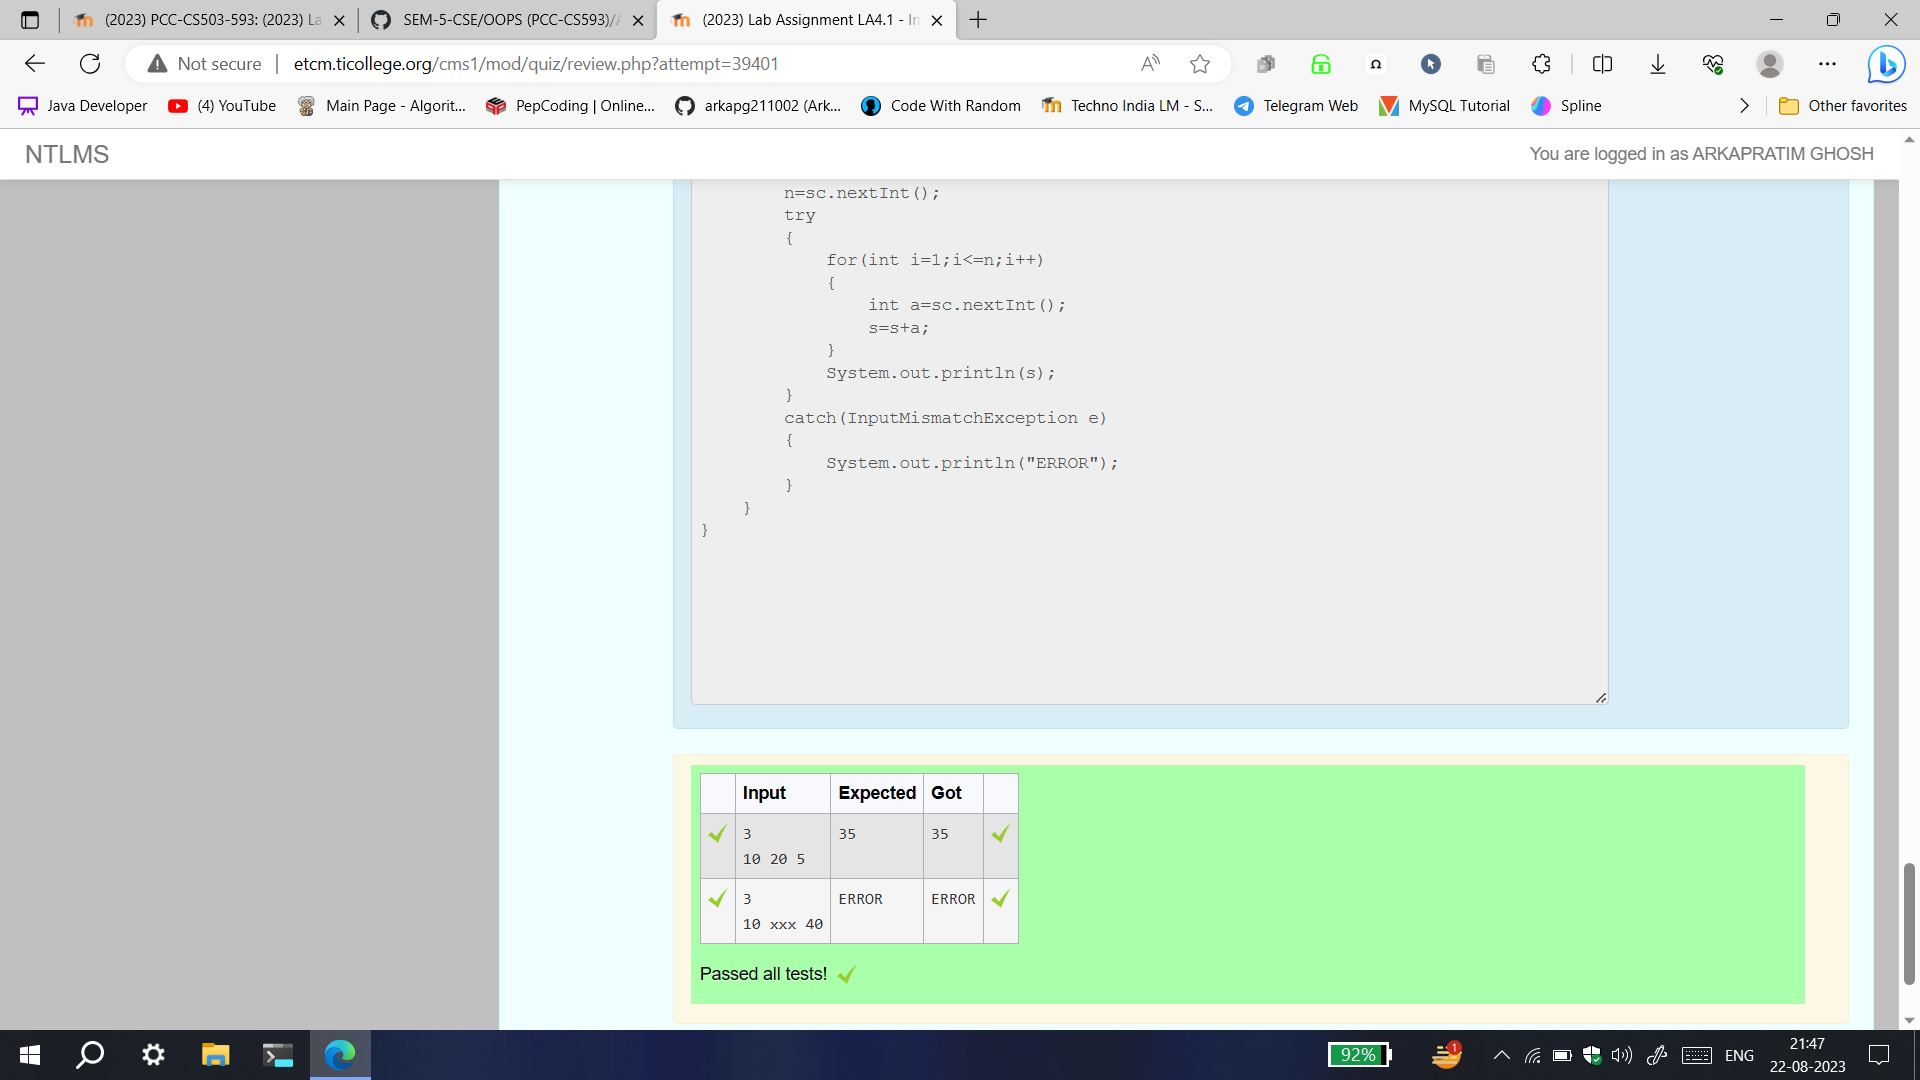 (2023) PCC-CS503-593: (2023) La
SEM-5-CSE/OOPS (PCC-CS593)/A
(2023) Lab Assignment LA4.1 - In
Not secure
etcm.ticollege.org/cms1/mod/quiz/review.php?attempt=39401
Java Developer
(4) YouTube
Main Page - Algorit...
PepCoding | Online...
arkapg211002 (Ark...
Code With Random
Techno India LM - S...
Telegram Web
MySQL Tutorial
Spline
Other favorites
NTLMS
You are logged in as ARKAPRATIM GHOSH
n=sc.nextInt();
try
{
for(int i=1;i<=n;i++)
{
int a=sc.nextInt();
s=s+a;
}
System.out.println(s);
}
catch(InputMismatchException e)
{
System.out.println("ERROR");
}
}
}
Input Expected Got
3 35 35
10 20 5
3 ERROR ERROR
10 xxx 40
Passed all tests!
92%
1
ENG
21:47
22-08-2023